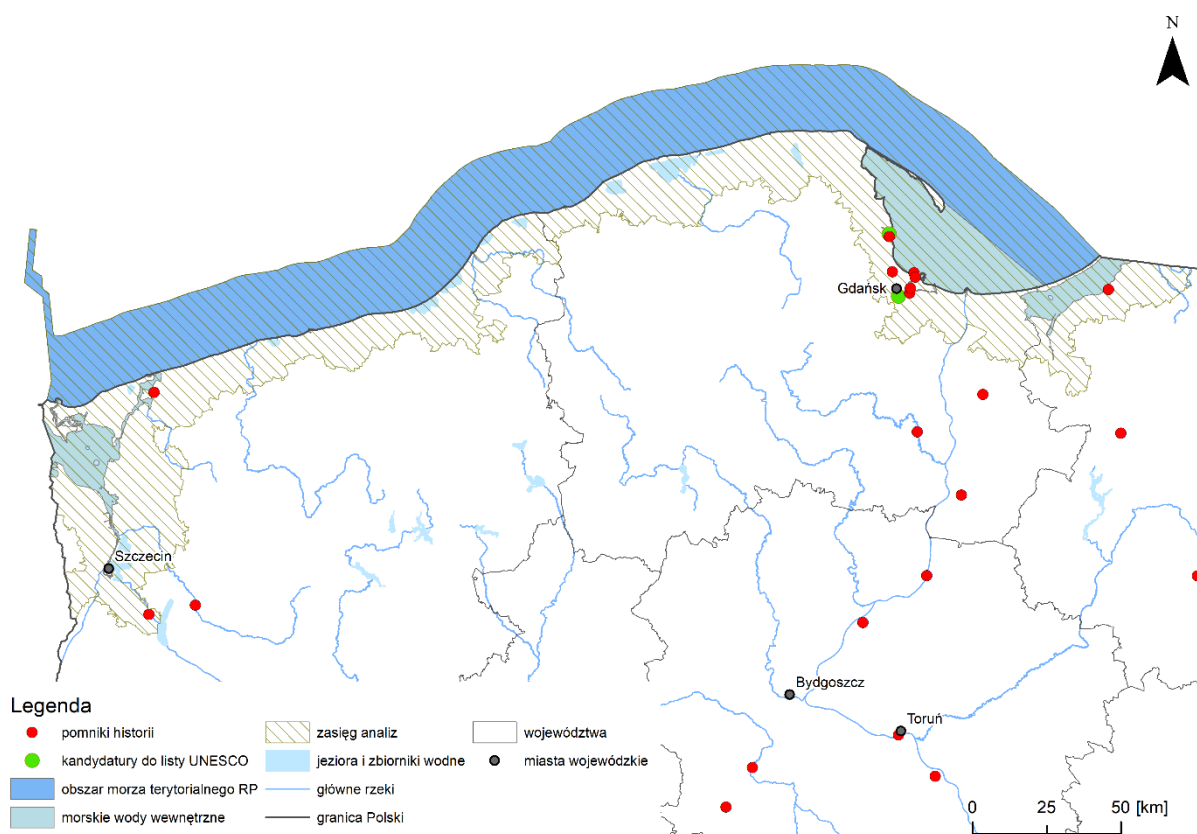 N
Gdańsk
Szczecin
Bydgoszcz
Toruń
Legenda
pomniki historii
kandydatury do listy UNESCO
obszar morza terytorialnego RP
morskie wody wewnętrzne
zasięg analiz
jeziora i zbiorniki wodne
główne rzeki
granica Polski
województwa
miasta wojewódzkie
0 25 50 [km]